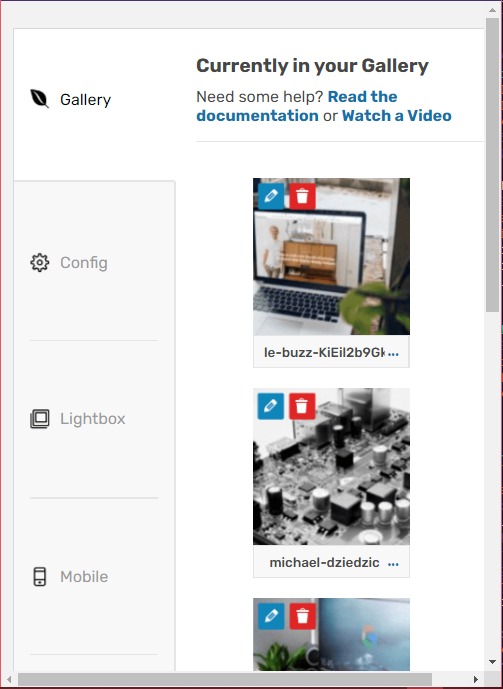 Gallery
Currently in your Gallery
Need some help? Read the
documentation or Watch a Video
Config
Lightbox
Mobile
le-buzz-KiEil2b9Gk...
michael-dziedzic ...